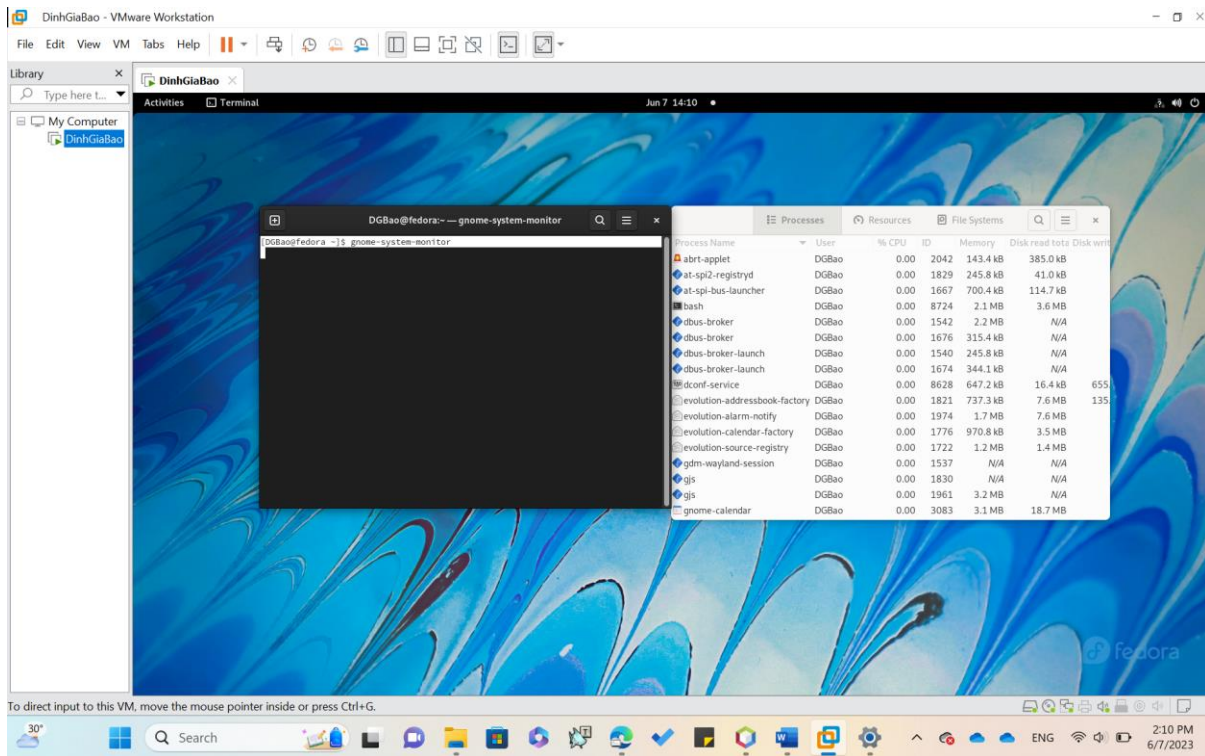 DinhGiaBao - VMware Workstation
File Edit View VM Tabs Help
Library
Type here t...
My Computer
DinhGiaBao
DinhGiaBao
Activities Terminal Jun 7 14:10
DGBao@fedora:~ — gnome-system-monitor
[DGBao@fedora ~]$ gnome-system-monitor
Processes Resources File Systems
Process Name User % CPU ID Memory Disk read tota Disk writ
abrt-applet DGBao 0.00 2042 143.4 kB 385.0 kB
at-spi2-registryd DGBao 0.00 1829 245.8 kB 41.0 kB
at-spi-bus-launcher DGBao 0.00 1667 700.4 kB 114.7 kB
bash DGBao 0.00 8724 2.1 MB 3.6 MB
dbus-broker DGBao 0.00 1542 2.2 MB N/A
dbus-broker DGBao 0.00 1676 315.4 kB N/A
dbus-broker-launch DGBao 0.00 1540 245.8 kB N/A
dbus-broker-launch DGBao 0.00 1674 344.1 kB N/A
dconf-service DGBao 0.00 8628 647.2 kB 16.4 kB 655.
evolution-addressbook-factory DGBao 0.00 1821 737.3 kB 7.6 MB 135.
evolution-alarm-notify DGBao 0.00 1974 1.7 MB 7.6 MB
evolution-calendar-factory DGBao 0.00 1776 970.8 kB 3.5 MB
evolution-source-registry DGBao 0.00 1722 1.2 MB 1.4 MB
gdm-wayland-session DGBao 0.00 1537 N/A N/A
gjs DGBao 0.00 1830 N/A N/A
gjs DGBao 0.00 1961 3.2 MB N/A
gnome-calendar DGBao 0.00 3083 3.1 MB 18.7 MB
fedora
To direct input to this VM, move the mouse pointer inside or press Ctrl+G.
30°
Search
ENG
2:10 PM
6/7/2023